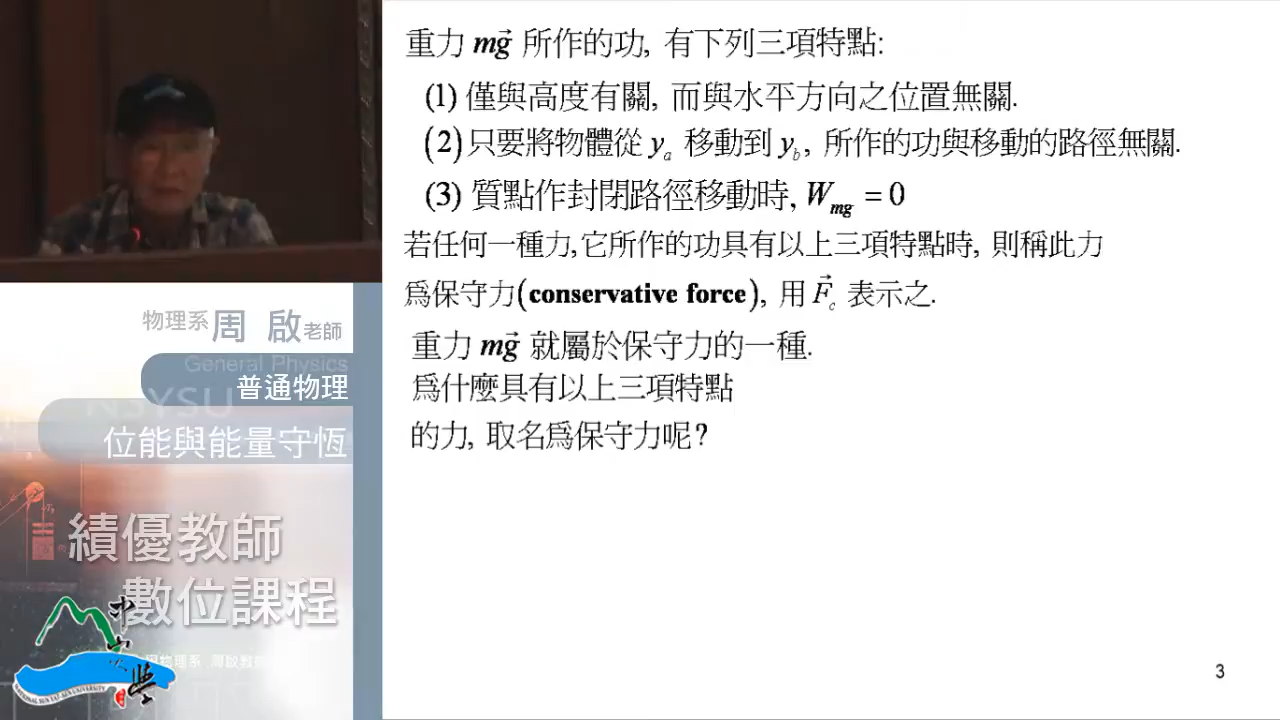 重力 mg⃗ 所作的功, 有下列三項特點:
(1) 僅與高度有關, 而與水平方向之位置無關.
(2) 只要將物體從 yₐ 移動到 y_b, 所作的功與移動的路徑無關.
(3) 質點作封閉路徑移動時, W_mg = 0
若任何一種力,它所作的功具有以上三項特點時, 則稱此力
為保守力(conservative force), 用 F⃗_c 表示之.
重力 mg⃗ 就屬於保守力的一種.
為什麼具有以上三項特點
的力, 取名為保守力呢?
物理系周 啟老師
General Physics
普通物理
NSYSU
位能與能量守恆
績優教師
數位課程
NATIONAL SUN YAT-SEN UNIVERSITY
3